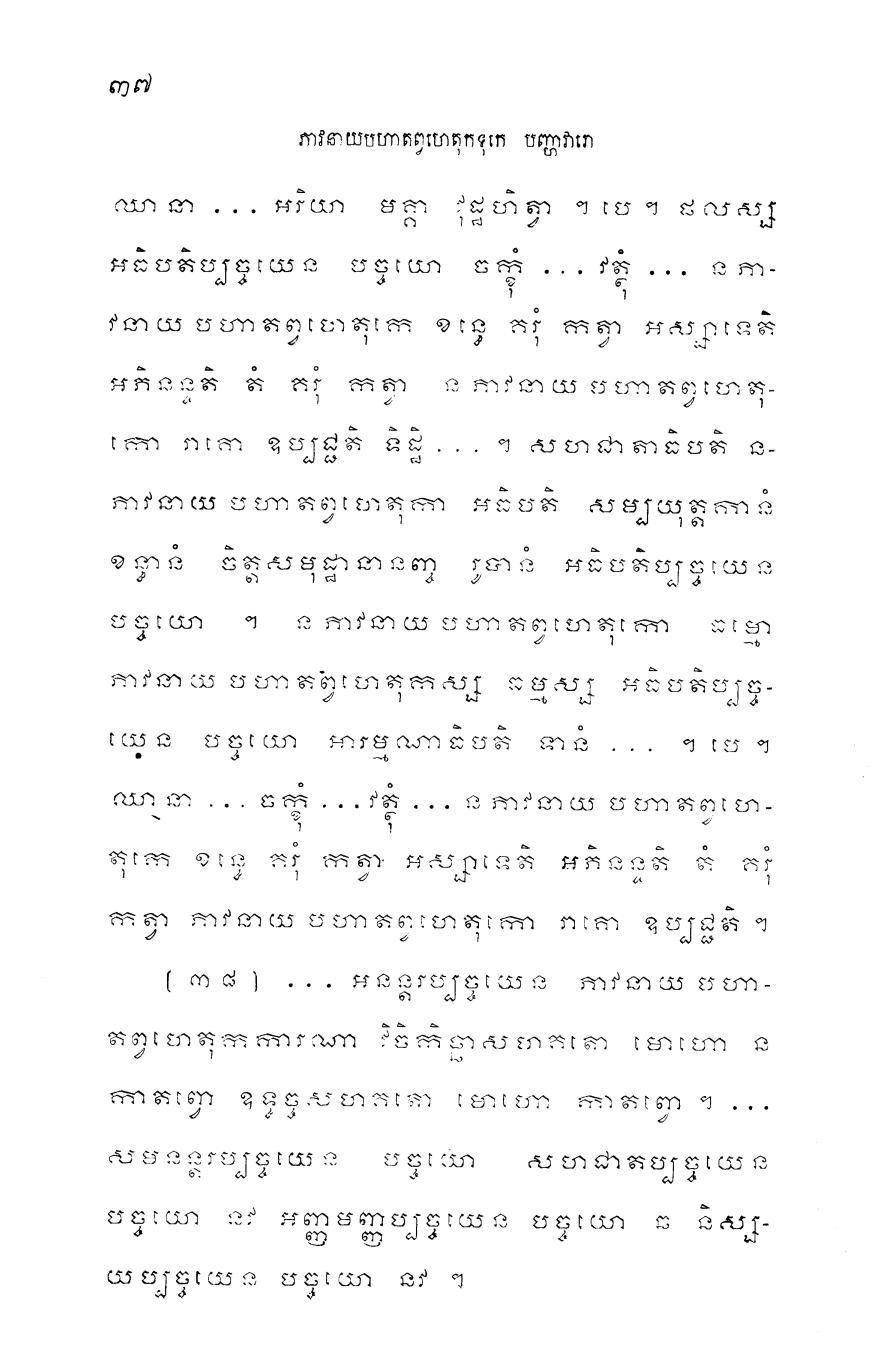 ៣៧
ភាវនាយបហាតព្វហេតុកទុកេ បញ្ហាវារោ
ឈានា ... អរិយា មគ្គា វុដ្ឋហិត្វា ។ បេ ។ ផលស្ស
អធិបតិប្បច្ចយេន បច្ចយោ ចក្ខុំ ... វត្ថុំ ... នភា-
វនាយបហាតព្វហេតុកេ ខន្ធេ គរុំ កត្វា អស្សាទេតិ
អភិនន្ទតិ តំ គរុំ កត្វា នភាវនាយបហាតព្វហេតុ-
កោ រាគោ ឧប្បជ្ជតិ ទិដ្ឋិ ... ។ សហជាតាធិបតិ ន-
ភាវនាយបហាតព្វហេតុកា អធិបតិ សម្បយុត្តកានំ
ខន្ធានំ ចិត្តសមុដ្ឋានានញ្ច រូបានំ អធិបតិប្បច្ចយេន
បច្ចយោ ។ នភាវនាយបហាតព្វហេតុកោ ធម្មោ
ភាវនាយបហាតព្វហេតុកស្ស ធម្មស្ស អធិបតិប្បច្ច-
យេន បច្ចយោ អារម្មណាធិបតិ ទានំ ... ។ បេ ។
ឈានា ... ចក្ខុំ ... វត្ថុំ ... នភាវនាយបហាតព្វហេ-
តុកេ ខន្ធេ គរុំ កត្វា អស្សាទេតិ អភិនន្ទតិ តំ គរុំ
កត្វា ភាវនាយបហាតព្វហេតុកោ រាគោ ឧប្បជ្ជតិ ។
[៣៨] ... អនន្តរប្បច្ចយេន ភាវនាយបហា-
តព្វហេតុកការណា វិចិកិច្ឆាសហគតោ មោហោ ន
កាតព្វោ ឧទ្ធច្ចសហគតោ មោហោ កាតព្វោ ។ ...
សមនន្តរប្បច្ចយេន បច្ចយោ សហជាតប្បច្ចយេន
បច្ចយោ នវ អញ្ញមញ្ញប្បច្ចយេន បច្ចយោ ឆ និស្ស-
យប្បច្ចយេន បច្ចយោ នវ ។